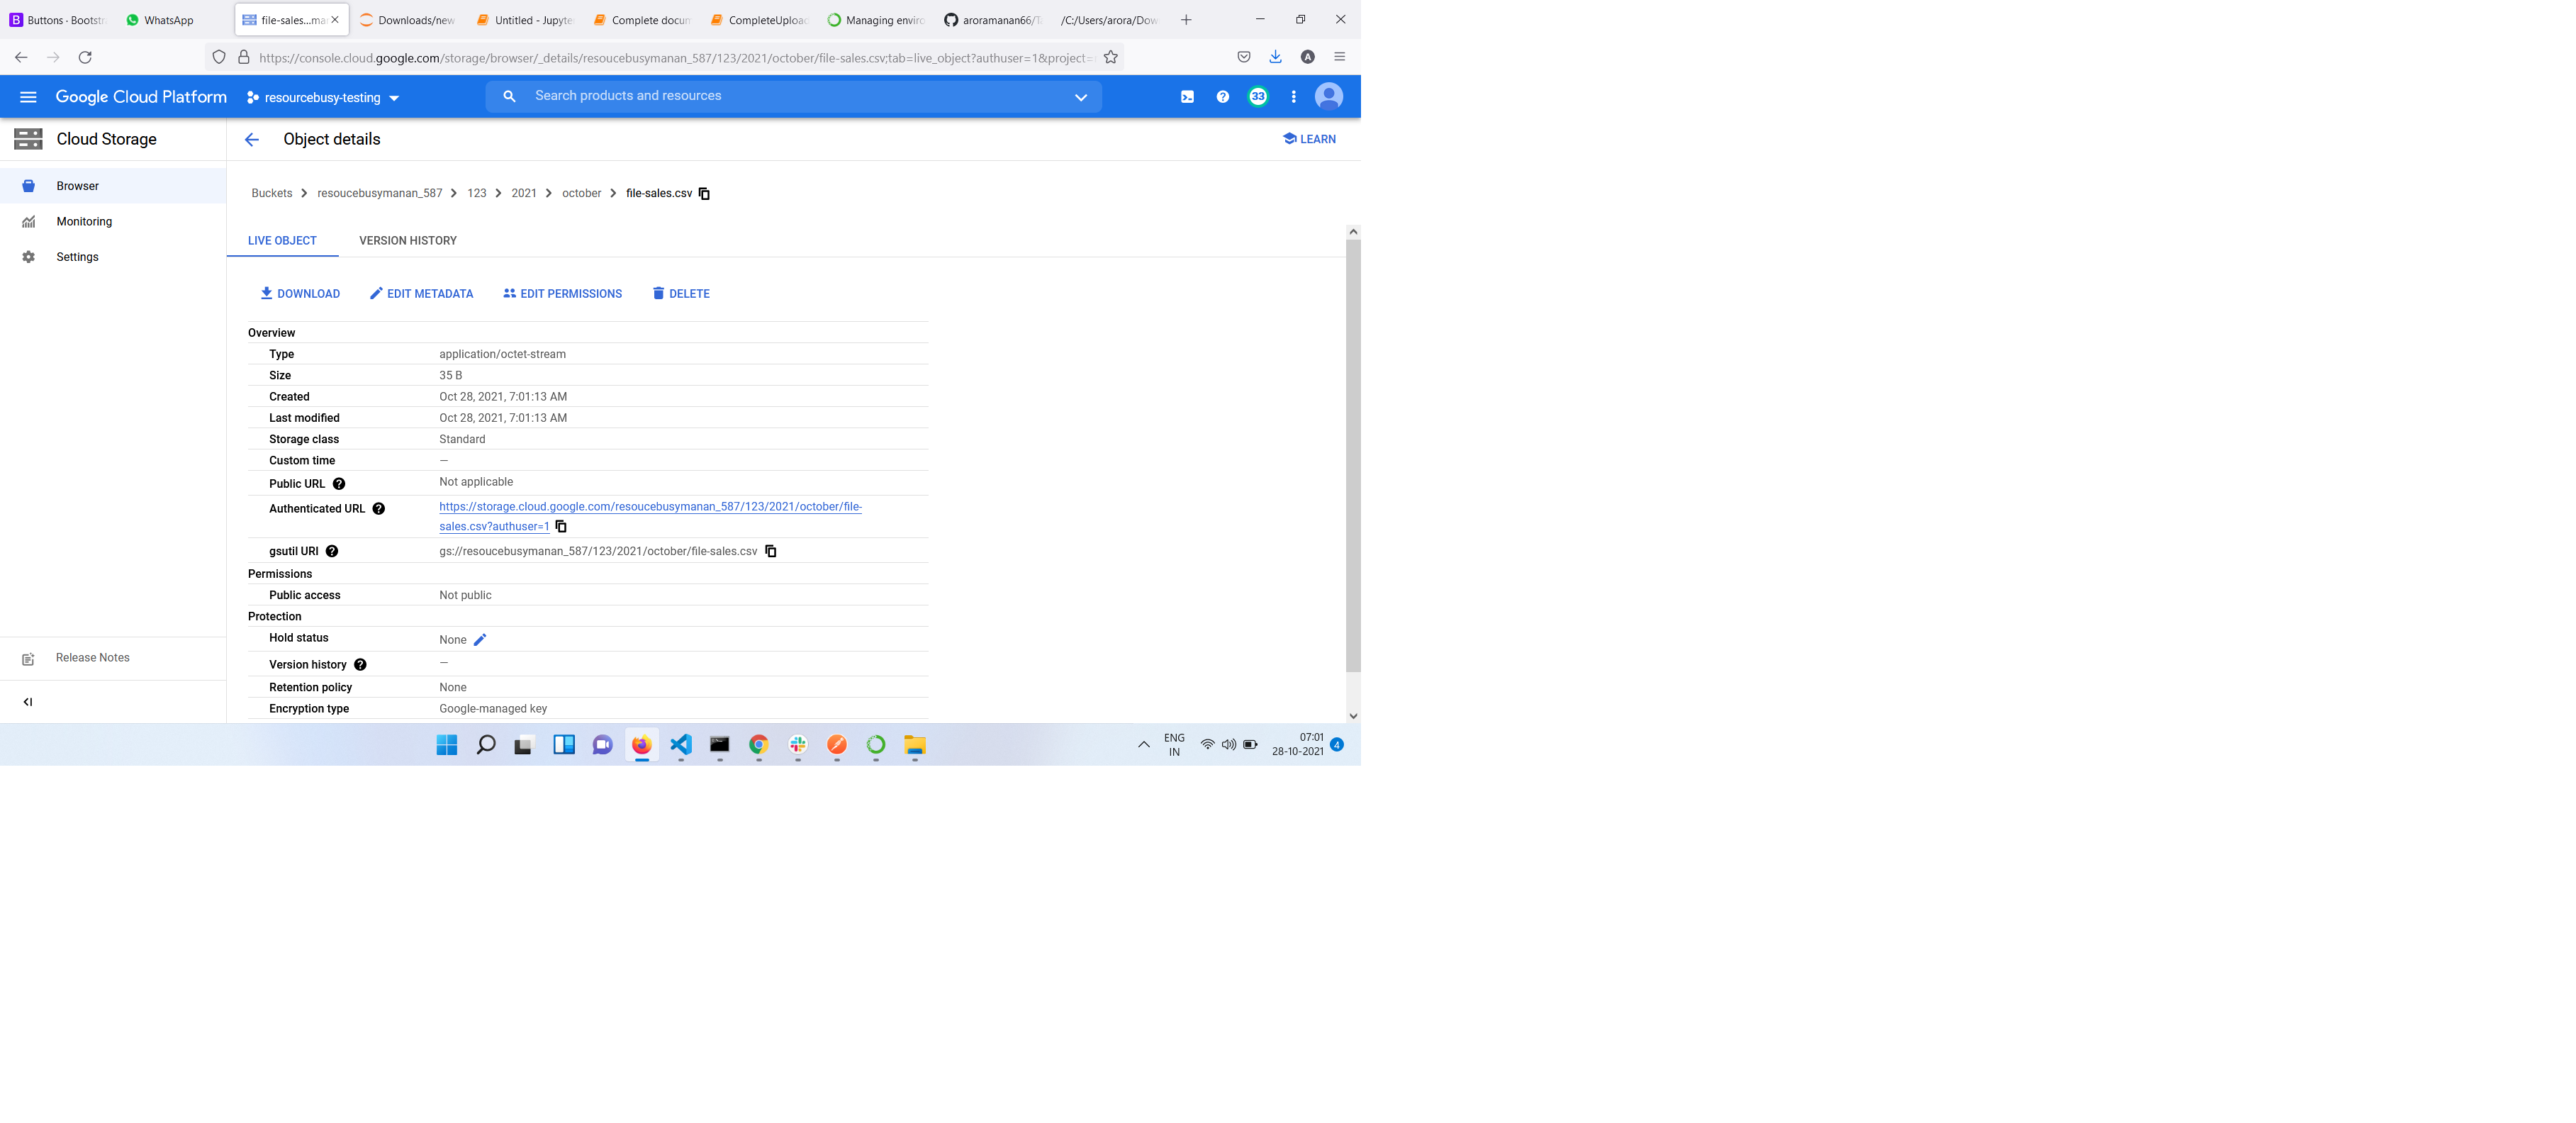 Buttons · Bootstr
WhatsApp
file-sales...ma
Downloads/new
Untitled - Jupyte
Complete docum
CompleteUpload
Managing enviro
aroramanan66/T
/C:/Users/arora/Dow
https://console.cloud.google.com/storage/browser/_details/resoucebusymanan_587/123/2021/october/file-sales.csv;tab=live_object?authuser=1&project=
A
Google Cloud Platform
resourcebusy-testing
Search products and resources
33
Cloud Storage
Object details
LEARN
Browser
Monitoring
Settings
Buckets
resoucebusymanan_587
123
2021
october
file-sales.csv
LIVE OBJECT
VERSION HISTORY
DOWNLOAD
EDIT METADATA
EDIT PERMISSIONS
DELETE
Overview
Type application/octet-stream
Size 35 B
Created Oct 28, 2021, 7:01:13 AM
Last modified Oct 28, 2021, 7:01:13 AM
Storage class Standard
Custom time —
Public URL Not applicable
Authenticated URL https://storage.cloud.google.com/resoucebusymanan_587/123/2021/october/file-
sales.csv?authuser=1
gsutil URI gs://resoucebusymanan_587/123/2021/october/file-sales.csv
Permissions
Public access Not public
Protection
Hold status None
Version history —
Retention policy None
Encryption type Google-managed key
Release Notes
ENG
IN
07:01
28-10-2021
4